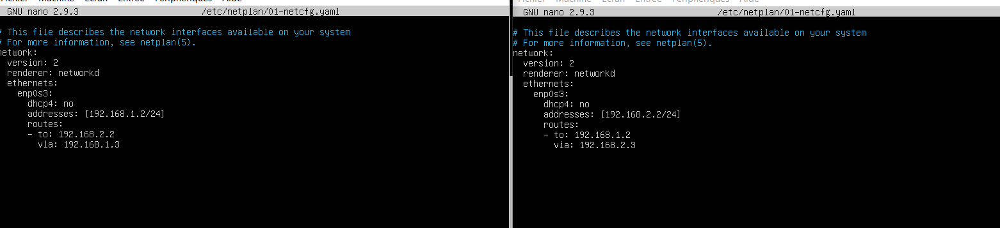 Fichier Machine Écran Entrée Périphériques Aide
GNU nano 2.9.3 /etc/netplan/01-netcfg.yaml
# This file describes the network interfaces available on your system
# For more information, see netplan(5).
network:
version: 2
renderer: networkd
ethernets:
enp0s3:
dhcp4: no
addresses: [192.168.1.2/24]
routes:
- to: 192.168.2.2
via: 192.168.1.3
Fichier Machine Écran Entrée Périphériques Aide
GNU nano 2.9.3 /etc/netplan/01-netcfg.yaml
# This file describes the network interfaces available on your system
# For more information, see netplan(5).
network:
version: 2
renderer: networkd
ethernets:
enp0s3:
dhcp4: no
addresses: [192.168.2.2/24]
routes:
- to: 192.168.1.2
via: 192.168.2.3